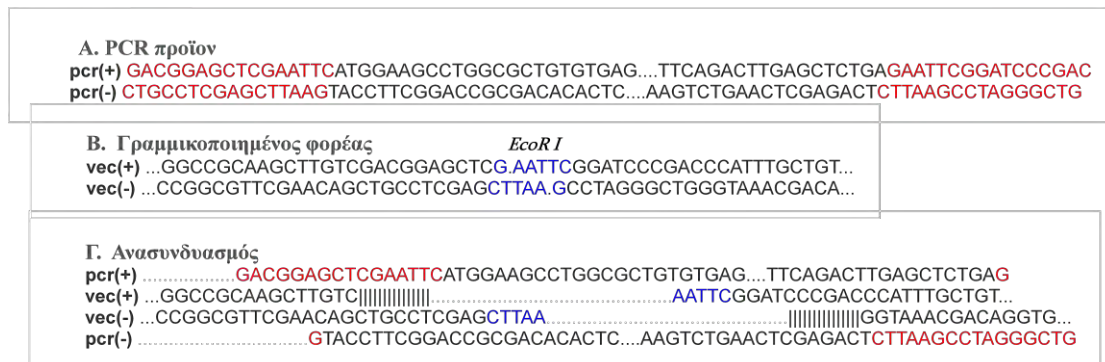 A. PCR προϊον
pcr(+) GACGGAGCTCGAATTCATGGAAGCCTGGCGCTGTGTGAG....TTCAGACTTGAGCTCTGAGAATTCGGATCCCGAC
pcr(-) CTGCCTCGAGCTTAAGTACCTTCGGACCGCGACACACTC....AAGTCTGAACTCGAGACTCTTAAGCCTAGGGCTG
B. Γραμμικοποιημένος φορέας EcoR I
vec(+) ...GGCCGCAAGCTTGTCGACGGAGCTCG.AATTCGGATCCCGACCCATTTGCTGT...
vec(-) ...CCGGCGTTCGAACAGCTGCCTCGAGCTTAA.GCCTAGGGCTGGGTAAACGACA...
Γ. Ανασυνδυασμός
pcr(+) ...................GACGGAGCTCGAATTCATGGAAGCCTGGCGCTGTGTGAG....TTCAGACTTGAGCTCTGAG
vec(+) ...GGCCGCAAGCTTGTC|||||||||||||||..................................................AATTCGGATCCCGACCCATTTGCTGT...
vec(-) ...CCGGCGTTCGAACAGCTGCCTCGAGCTTAA..................................................|||||||||||||||GGTAAACGACAGGTG...
pcr(-) ..................................GTACCTTCGGACCGCGACACACTC....AAGTCTGAACTCGAGACTCTTAAGCCTAGGGCTG